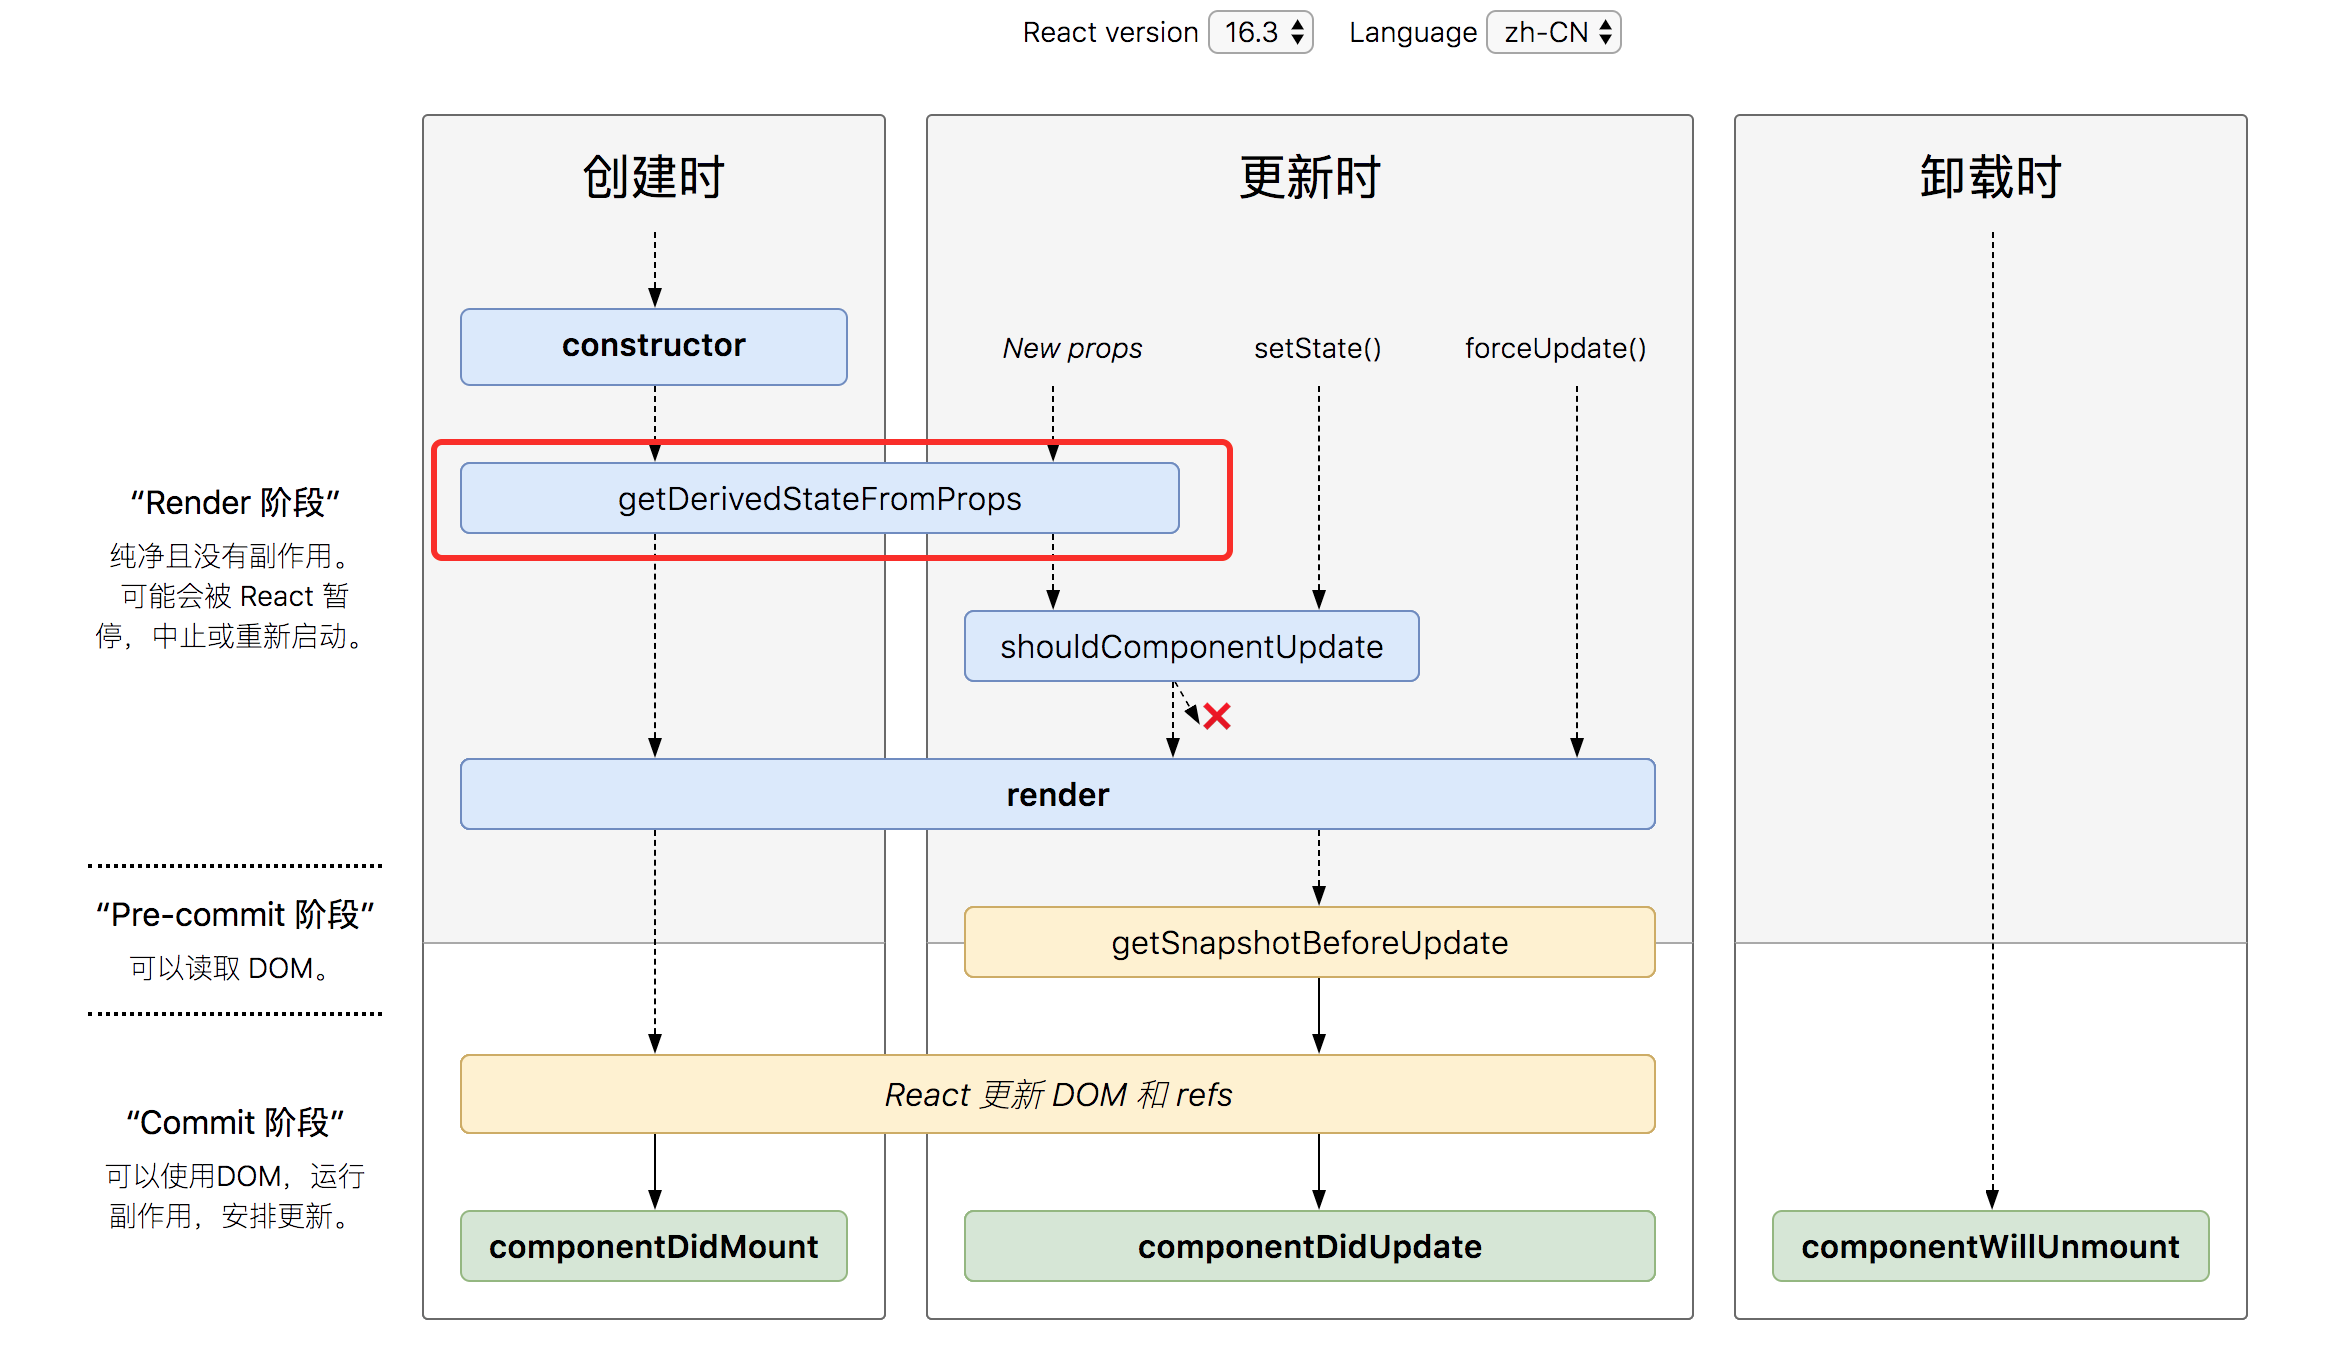 React version 16.3 Language zh-CN
创建时
更新时
卸载时
constructor
New props
setState()
forceUpdate()
getDerivedStateFromProps
“Render 阶段”
纯净且没有副作用。
可能会被 React 暂
停，中止或重新启动。
shouldComponentUpdate
render
“Pre-commit 阶段”
可以读取 DOM。
getSnapshotBeforeUpdate
React 更新 DOM 和 refs
“Commit 阶段”
可以使用DOM，运行
副作用，安排更新。
componentDidMount
componentDidUpdate
componentWillUnmount